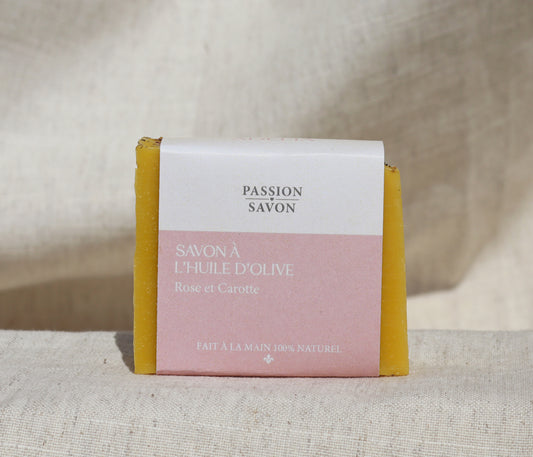 PASSION
SAVON
SAVON À
L'HUILE D'OLIVE
Rose et Carotte
FAIT À LA MAIN 100% NATUREL